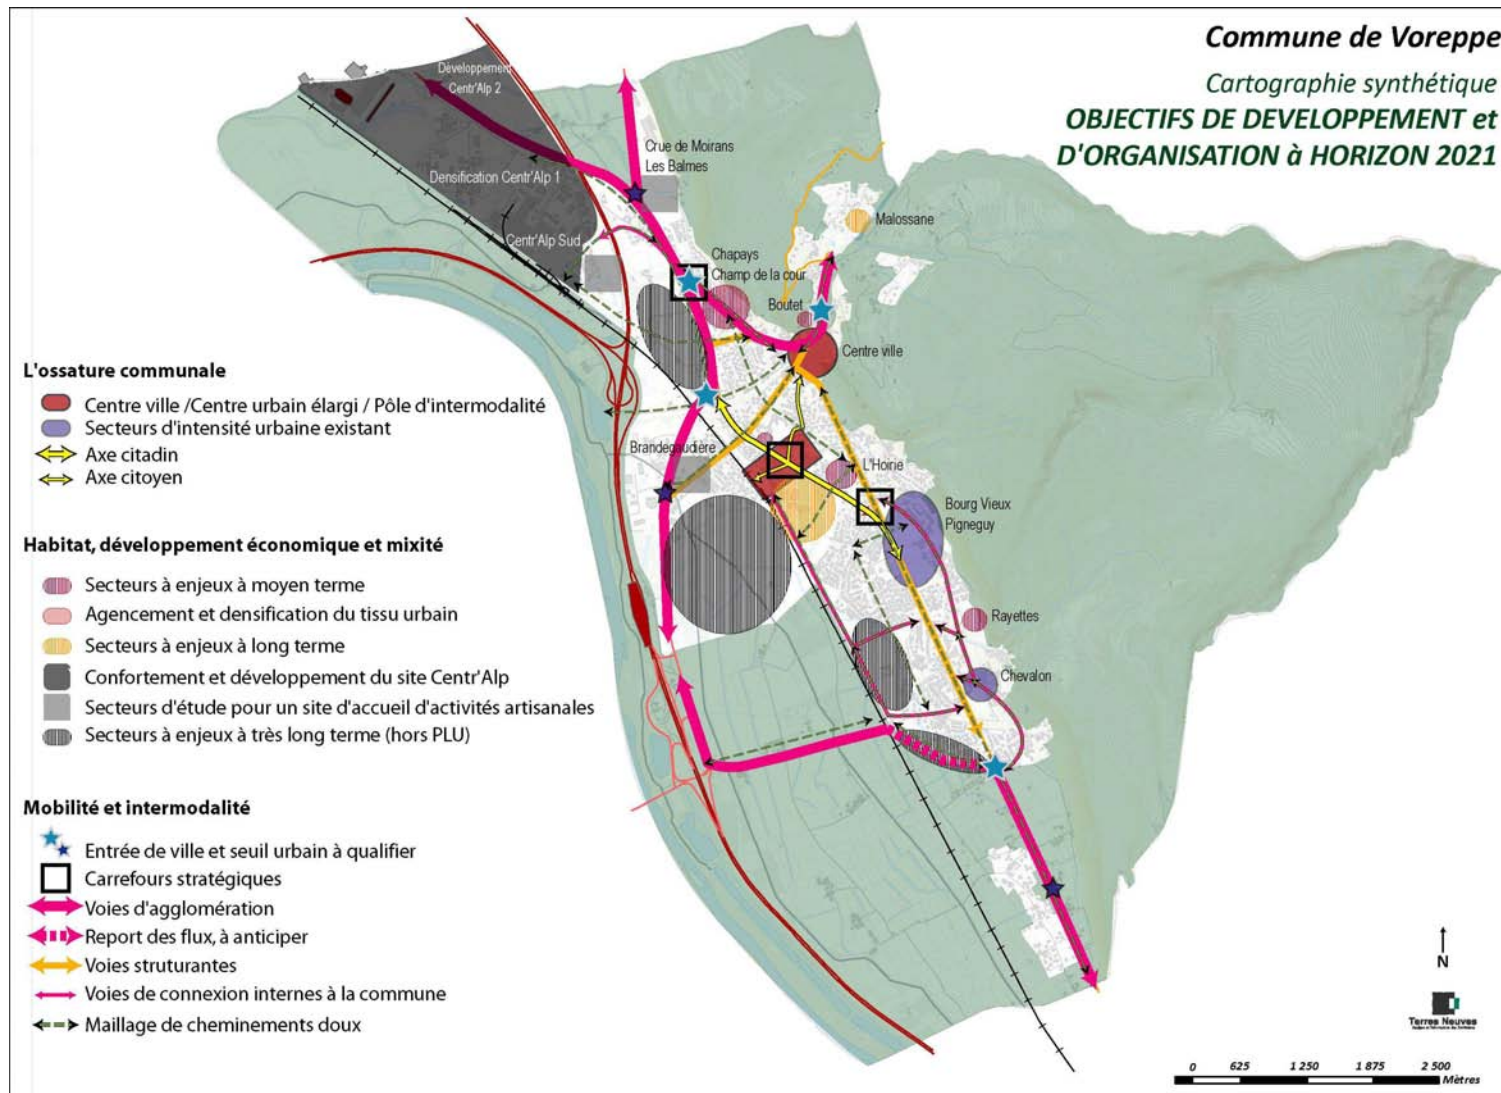 Commune de Voreppe
Cartographie synthétique
OBJECTIFS DE DEVELOPPEMENT et
D'ORGANISATION à HORIZON 2021
Développement
Centr'Alp 2
Densification Centr'Alp 1
Centr'Alp Sud
Crue de Moirans
Les Balmes
Malossane
Chapays
Champ de la cour
Boutet
Centre ville
Brandegaudière
L'Hoirie
Bourg Vieux
Pigneguy
Rayettes
Chevalon
L'ossature communale
Centre ville /Centre urbain élargi / Pôle d'intermodalité
Secteurs d'intensité urbaine existant
Axe citadin
Axe citoyen
Habitat, développement économique et mixité
Secteurs à enjeux à moyen terme
Agencement et densification du tissu urbain
Secteurs à enjeux à long terme
Confortement et développement du site Centr'Alp
Secteurs d'étude pour un site d'accueil d'activités artisanales
Secteurs à enjeux à très long terme (hors PLU)
Mobilité et intermodalité
Entrée de ville et seuil urbain à qualifier
Carrefours stratégiques
Voies d'agglomération
Report des flux, à anticiper
Voies struturantes
Voies de connexion internes à la commune
Maillage de cheminements doux
N
Terres Neuves
0 625 1 250 1 875 2 500
Mètres